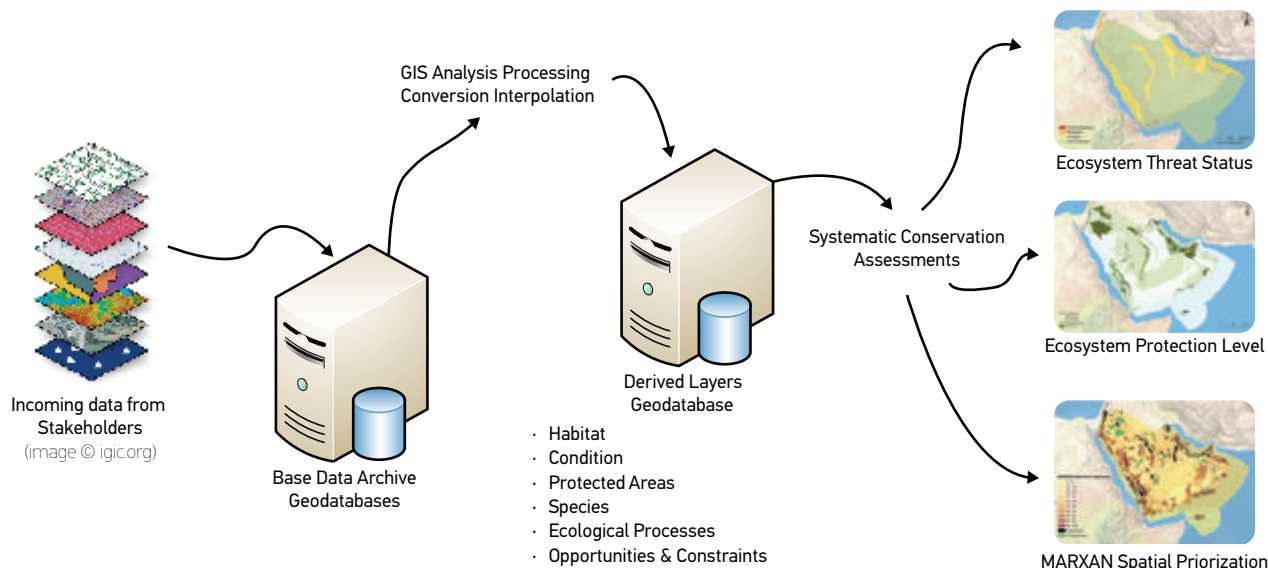 Incoming data from
Stakeholders
(image © igic.org)
Base Data Archive
Geodatabases
GIS Analysis Processing
Conversion Interpolation
Derived Layers
Geodatabase
· Habitat
· Condition
· Protected Areas
· Species
· Ecological Processes
· Opportunities & Constraints
Systematic Conservation
Assessments
Ecosystem Threat Status
Ecosystem Protection Level
MARXAN Spatial Priorization